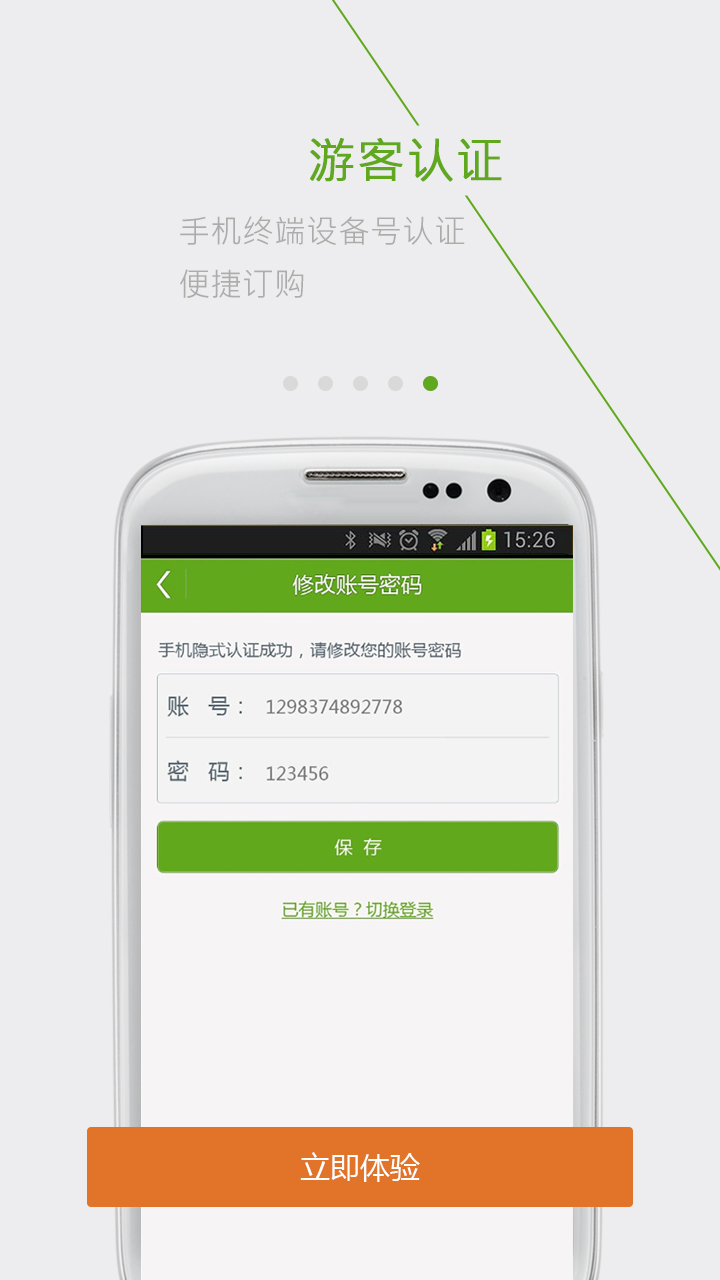 游客认证
手机终端设备号认证
便捷订购
15:26
修改账号密码
手机隐式认证成功，请修改您的账号密码
账 号： 1298374892778
密 码： 123456
保 存
已有账号？切换登录
立即体验